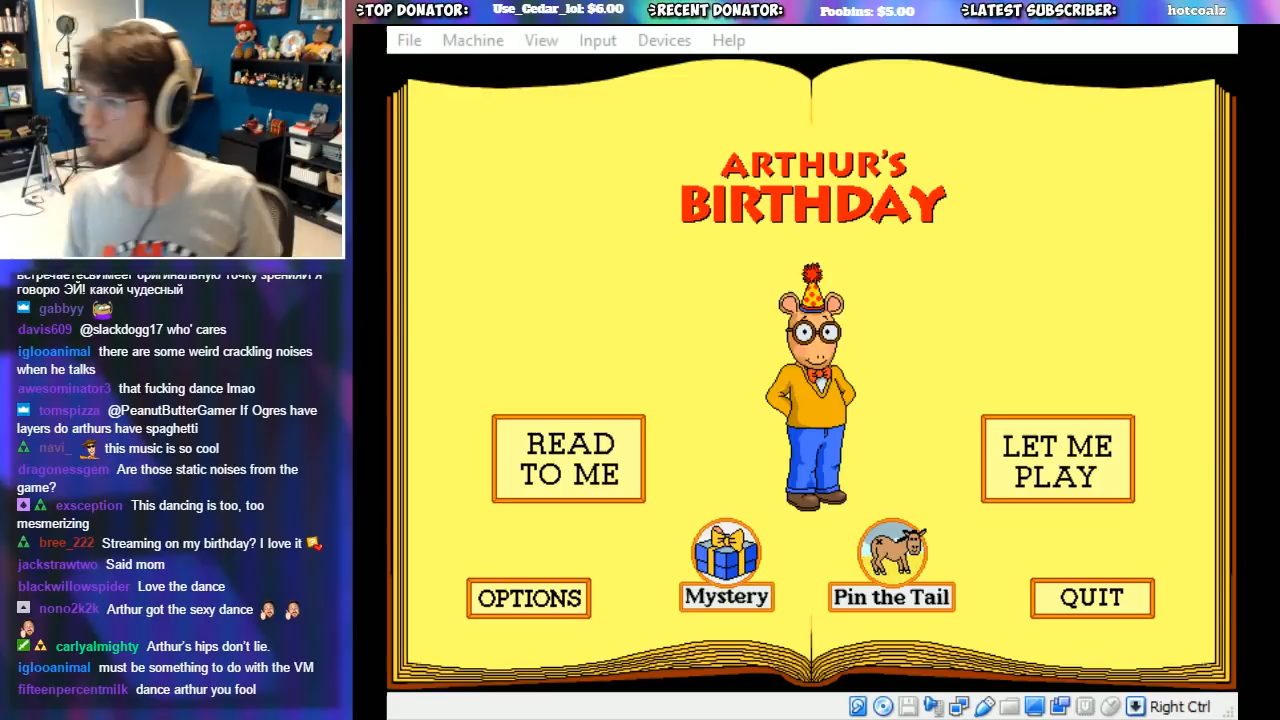 TOP DONATOR: Use_Cedar_lol: $6.00 RECENT DONATOR: Foobins: $5.00 LATEST SUBSCRIBER: hotcoalz
File Machine View Input Devices Help
ARTHUR'S
BIRTHDAY
READ
TO ME
LET ME
PLAY
Mystery
Pin the Tail
OPTIONS
QUIT
Right Ctrl
оригинальную точку зрения
говорю ЭЙ! какой чудесный
gabbyy
davis609 @slackdogg17 who' cares
iglooanimal there are some weird crackling noises
when he talks
awesominator3 that fucking dance lmao
tomspizza @PeanutButterGamer If Ogres have
layers do arthurs have spaghetti
navi_ this music is so cool
dragonessgem Are those static noises from the
game?
exsception This dancing is too, too
mesmerizing
bree_222 Streaming on my birthday? I love it
jackstrawtwo Said mom
blackwillowspider Love the dance
nono2k2k Arthur got the sexy dance
carlyalmighty Arthur's hips don't lie.
iglooanimal must be something to do with the VM
fifteenpercentmilk dance arthur you fool